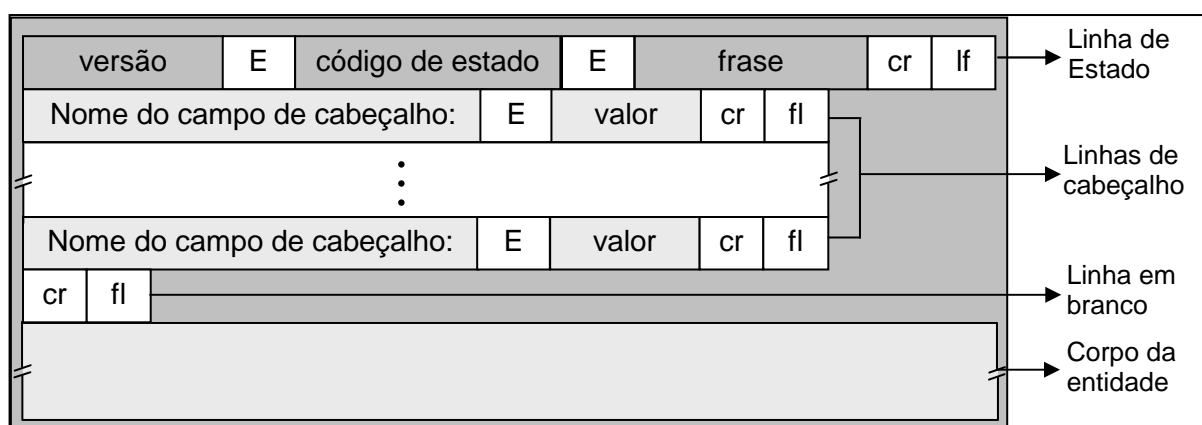 versão E código de estado E frase cr lf
Linha de
Estado
Nome do campo de cabeçalho: E valor cr fl
Linhas de
cabeçalho
Nome do campo de cabeçalho: E valor cr fl
cr fl
Linha em
branco
Corpo da
entidade